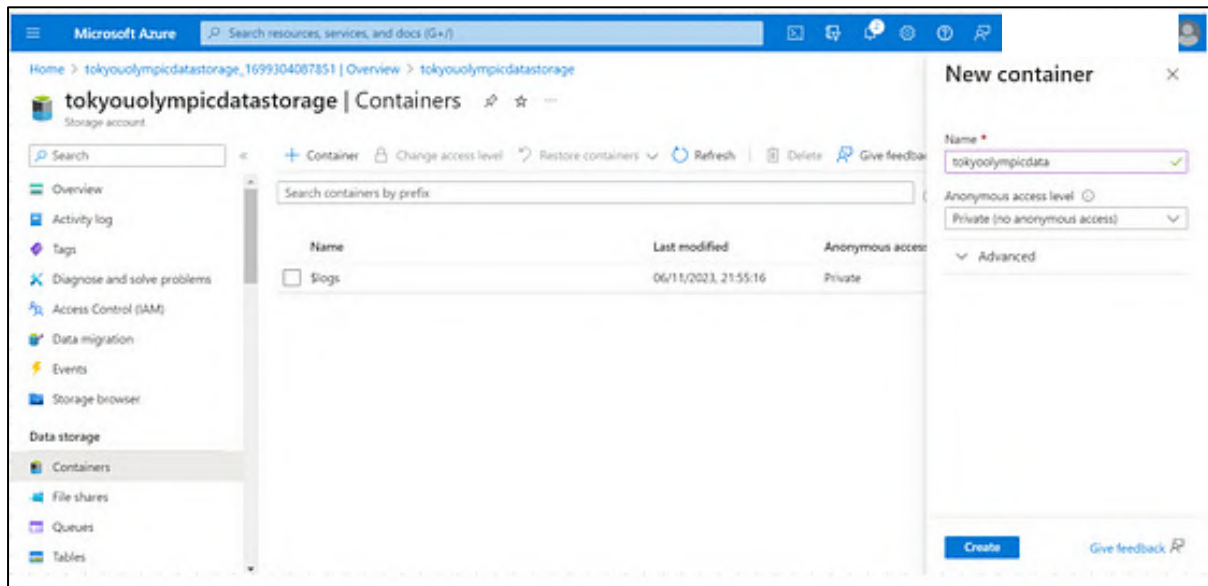 Microsoft Azure
Search resources, services, and docs (G+/)
2
Home > tokyouolympicdatastorage_1699304087851 | Overview > tokyouolympicdatastorage
tokyouolympicdatastorage | Containers
Storage account
Search
Overview
Activity log
Tags
Diagnose and solve problems
Access Control (IAM)
Data migration
Events
Storage browser
Data storage
Containers
File shares
Queues
Tables
+ Container Change access level Restore containers Refresh Delete Give feedba
Search containers by prefix
Name Last modified Anonymous access
$logs 06/11/2023, 21:55:16 Private
New container
Name *
tokyoolympicdata
Anonymous access level
Private (no anonymous access)
Advanced
Create Give feedback